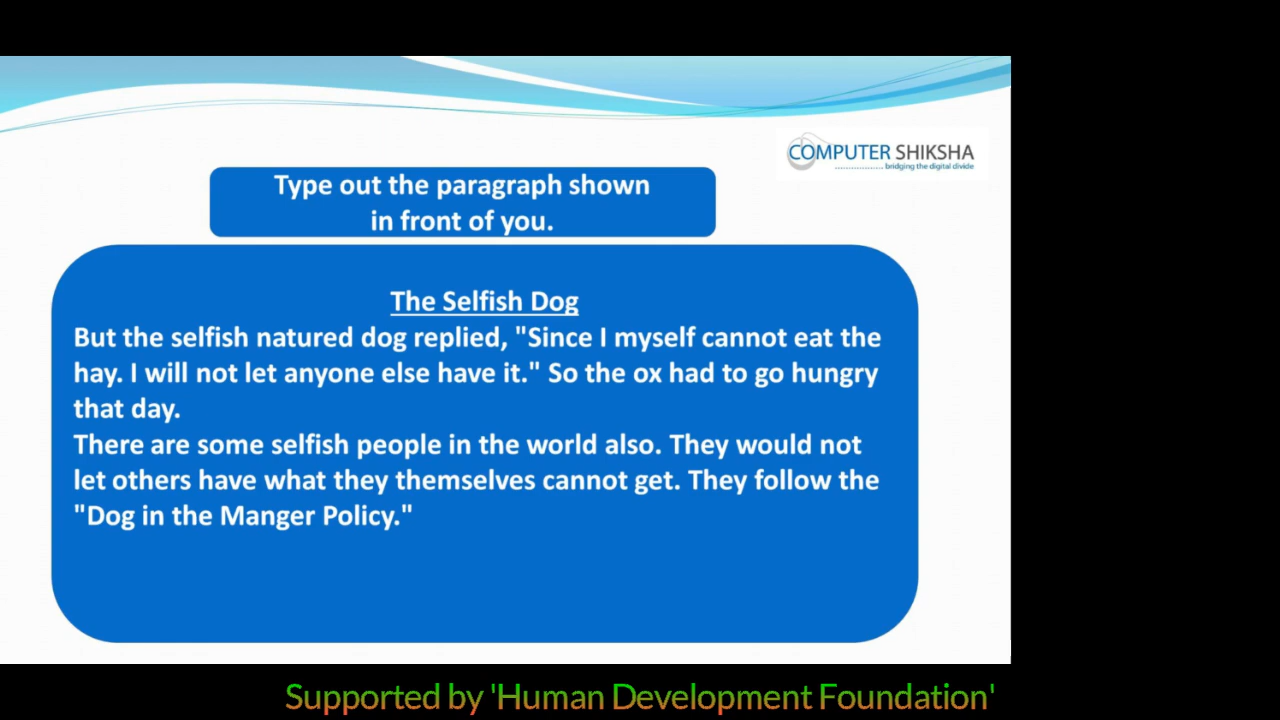 COMPUTER SHIKSHA
bridging the digital divide
Type out the paragraph shown
in front of you.
The Selfish Dog
But the selfish natured dog replied, "Since I myself cannot eat the
hay. I will not let anyone else have it." So the ox had to go hungry
that day.
There are some selfish people in the world also. They would not
let others have what they themselves cannot get. They follow the
"Dog in the Manger Policy."
Supported by 'Human Development Foundation'